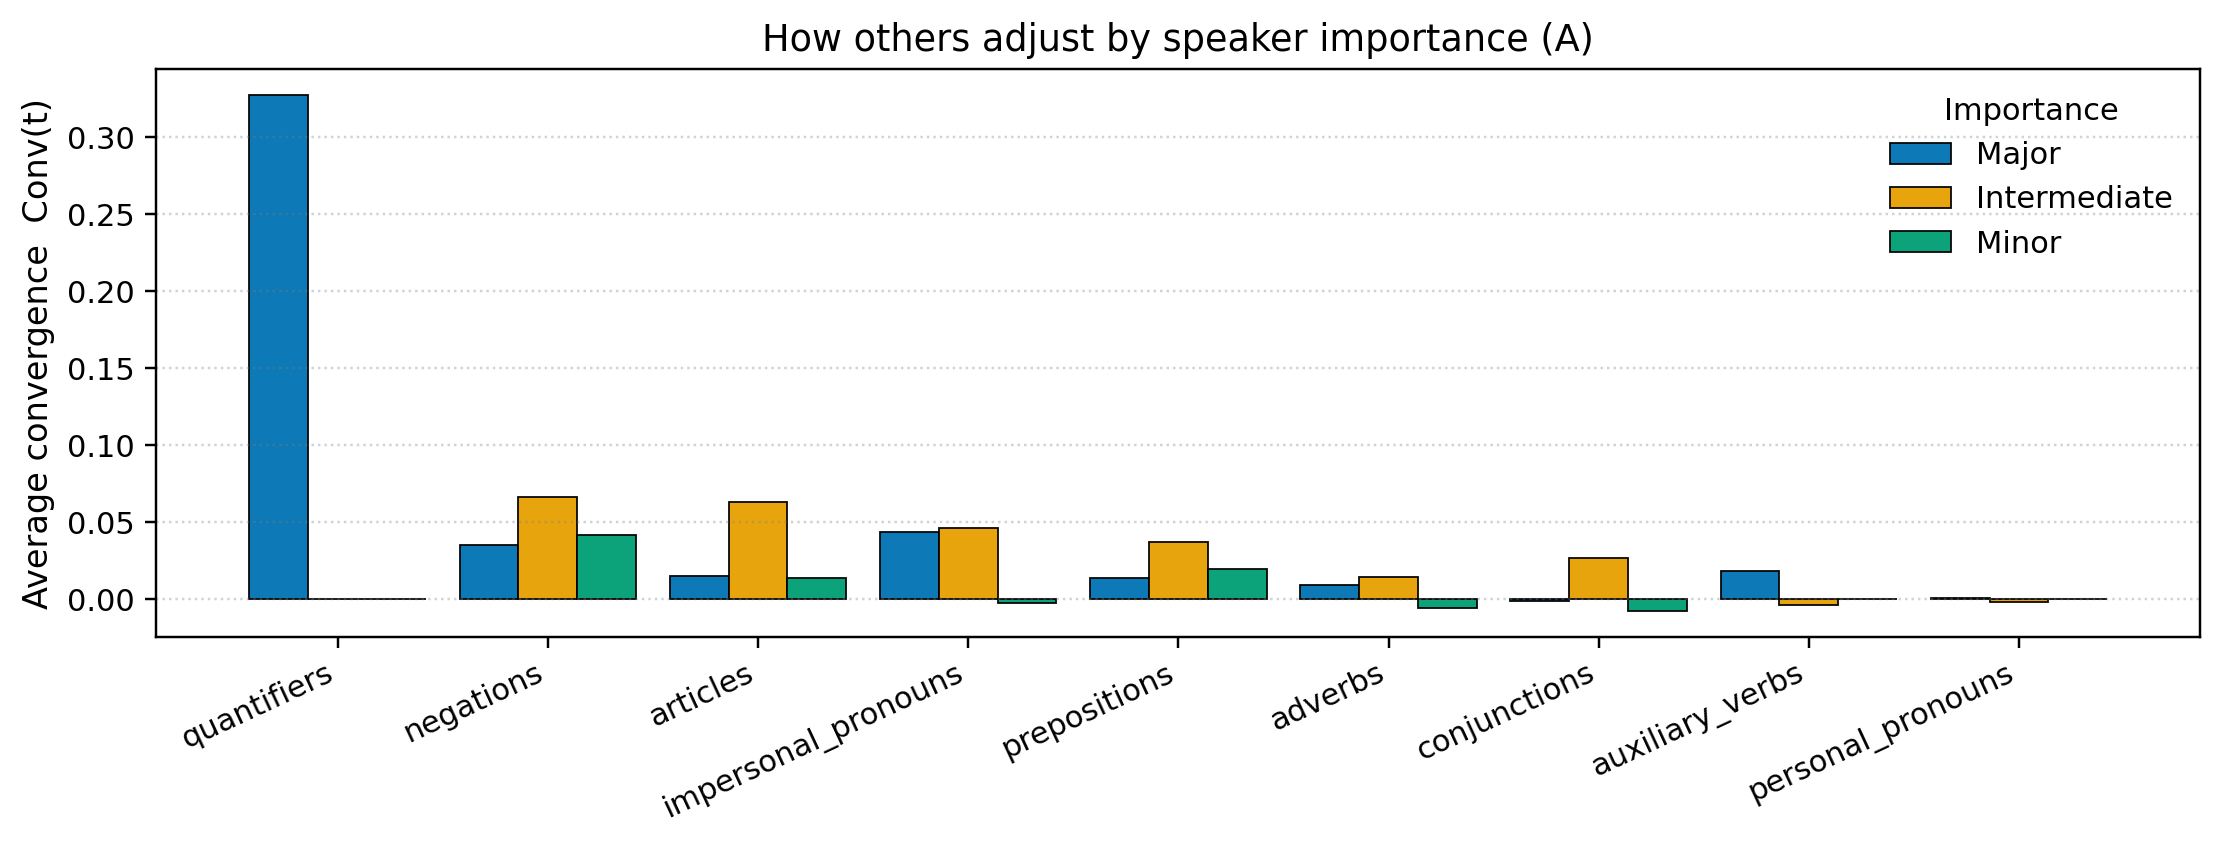 How others adjust by speaker importance (A)
Average convergence  Conv(t)
0.30
0.25
0.20
0.15
0.10
0.05
0.00
Importance
Major
Intermediate
Minor
quantifiers
negations
articles
impersonal_pronouns
prepositions
adverbs
conjunctions
auxiliary_verbs
personal_pronouns